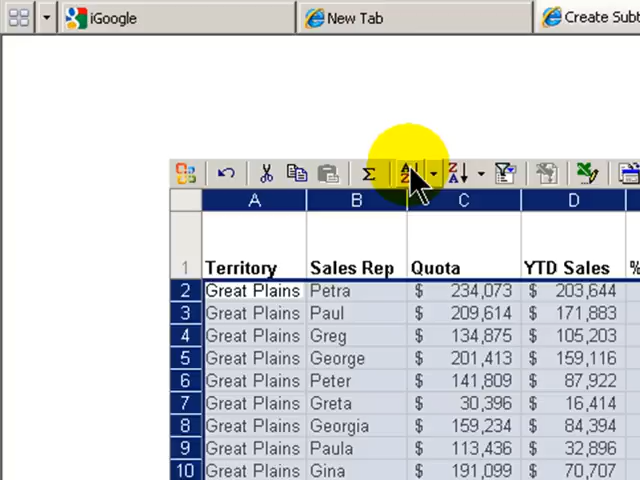 iGoogle New Tab Create Subt
Σ Z A
A B C D
1 Territory Sales Rep Quota YTD Sales %
2 Great Plains Petra $ 234,073 $ 203,644
3 Great Plains Paul $ 209,614 $ 171,883
4 Great Plains Greg $ 134,875 $ 105,203
5 Great Plains George $ 201,413 $ 159,116
6 Great Plains Peter $ 141,809 $ 87,922
7 Great Plains Greta $ 30,396 $ 16,414
8 Great Plains Georgia $ 159,234 $ 84,394
9 Great Plains Paula $ 113,436 $ 32,896
10 Great Plains Gina $ 191,099 $ 70,707